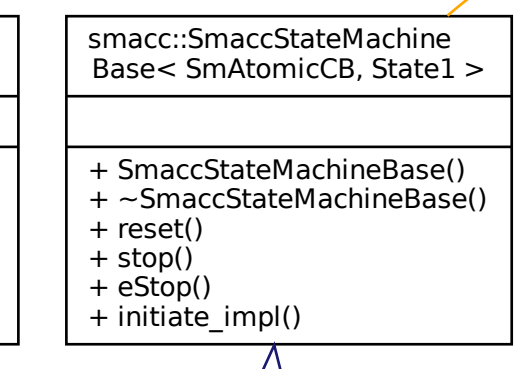 smacc::SmaccStateMachine
Base< SmAtomicCB, State1 >
+ SmaccStateMachineBase()
+ ~SmaccStateMachineBase()
+ reset()
+ stop()
+ eStop()
+ initiate_impl()